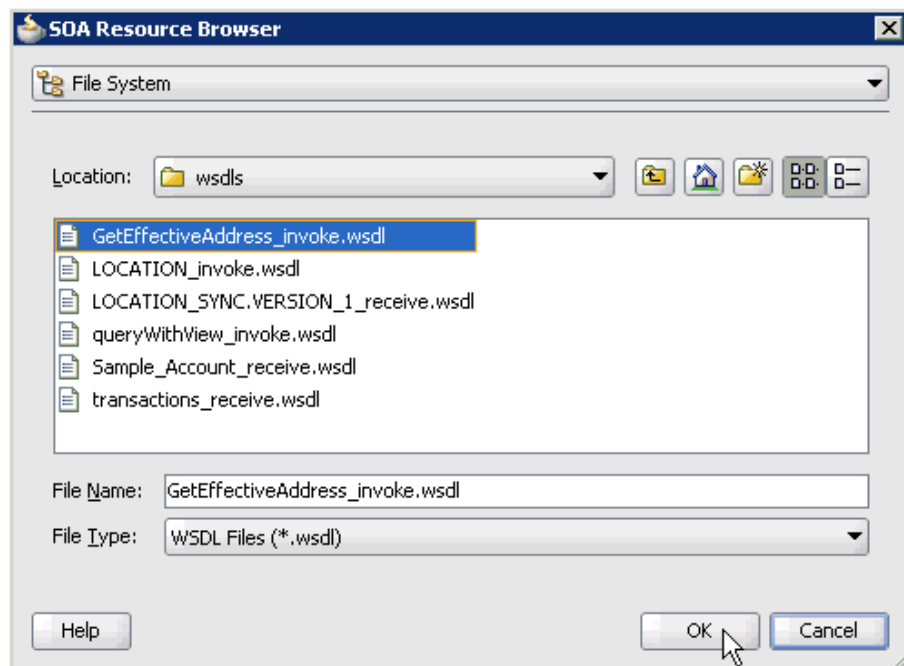 SOA Resource Browser
File System
Location: wsdls
GetEffectiveAddress_invoke.wsdl
LOCATION_invoke.wsdl
LOCATION_SYNC.VERSION_1_receive.wsdl
queryWithView_invoke.wsdl
Sample_Account_receive.wsdl
transactions_receive.wsdl
File Name: GetEffectiveAddress_invoke.wsdl
File Type: WSDL Files (*.wsdl)
Help OK Cancel